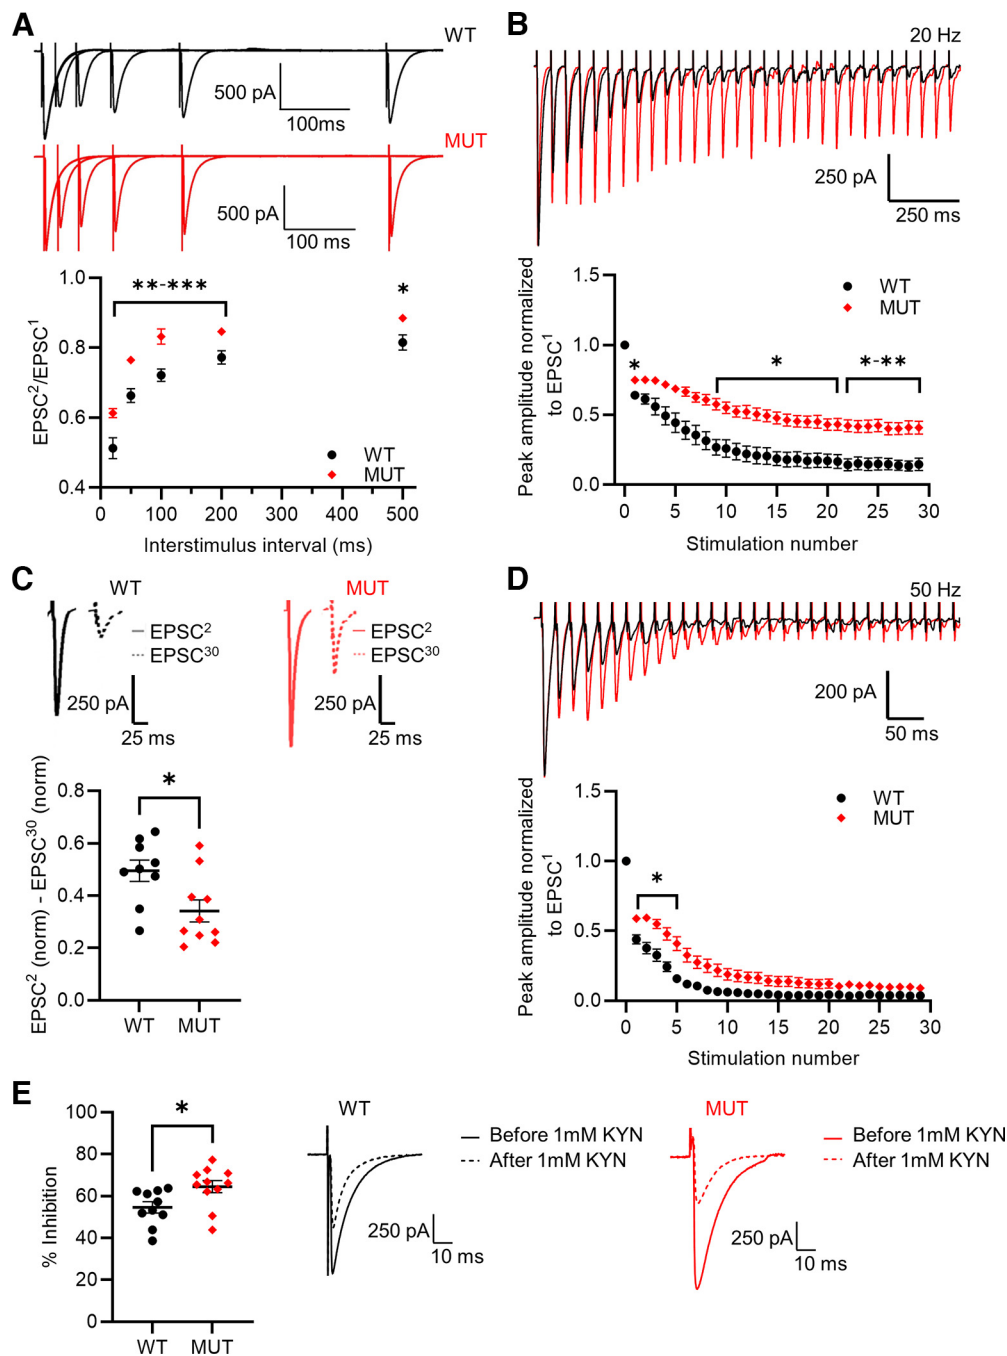 A
WT
500 pA
100ms
MUT
500 pA
100 ms
**-***
*
1.0
0.8
0.6
0.4
EPSC²/EPSC¹
WT
MUT
0 100 200 300 400 500
Interstimulus interval (ms)
B
20 Hz
250 pA
250 ms
WT
MUT
1.5
1.0
0.5
0.0
Peak amplitude normalized
to EPSC¹
*
*
*-**
0 5 10 15 20 25 30
Stimulation number
C
WT
EPSC²
EPSC³⁰
250 pA
25 ms
MUT
EPSC²
EPSC³⁰
250 pA
25 ms
*
0.8
0.6
0.4
0.2
0.0
EPSC² (norm) - EPSC³⁰ (norm)
WT MUT
D
50 Hz
200 pA
50 ms
WT
MUT
1.5
1.0
0.5
0.0
Peak amplitude normalized
to EPSC¹
*
0 5 10 15 20 25 30
Stimulation number
E
*
100
80
60
40
20
0
% Inhibition
WT MUT
WT
Before 1mM KYN
After 1mM KYN
250 pA
10 ms
MUT
Before 1mM KYN
After 1mM KYN
250 pA
10 ms